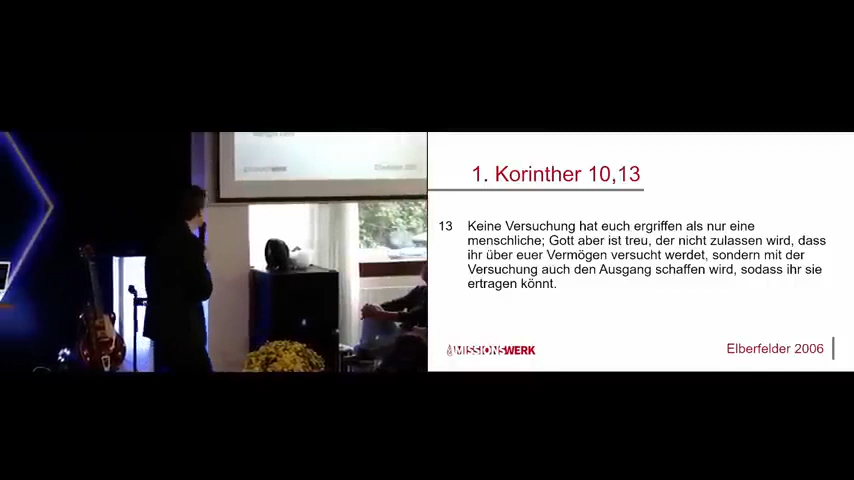 1. Korinther 10,13
13 Keine Versuchung hat euch ergriffen als nur eine
menschliche; Gott aber ist treu, der nicht zulassen wird, dass
ihr über euer Vermögen versucht werdet, sondern mit der
Versuchung auch den Ausgang schaffen wird, sodass ihr sie
ertragen könnt.
MISSIONSWERK
Elberfelder 2006